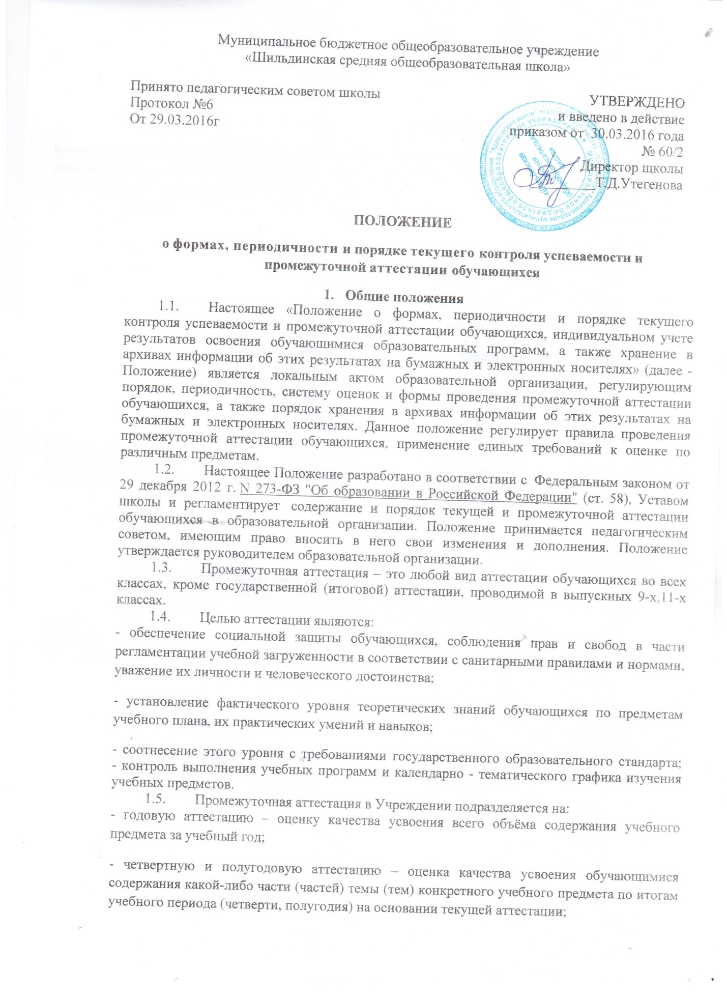 Муниципальное бюджетное общеобразовательное учреждение
«Шильдинская средняя общеобразовательная школа»
Принято педагогическим советом школы
Протокол №6
От 29.03.2016г
УТВЕРЖДЕНО
и введено в действие
приказом от 30.03.2016 года
№ 60/2
Директор щколы
Т.Д.Утегенова
ПОЛОЖЕНИЕ
о формах, периодичности и порядке текущего контроля успеваемости и
промежуточной аттестации обучающихся
1. Общие положения
1.1. Настоящее «Положение о формах, периодичности и порядке текущего
контроля успеваемости и промежуточной аттестации обучающихся, индивидуальном учете
результатов освоения обучающимися образовательных программ, а также хранение в
архивах информации об этих результатах на бумажных и электронных носителях» (далее -
Положение) является локальным актом образовательной организации, регулирующим
порядок, периодичность, систему оценок и формы проведения промежуточной аттестации
обучающихся, а также порядок хранения в архивах информации об этих результатах на
бумажных и электронных носителях. Данное положение регулирует правила проведения
промежуточной аттестации обучающихся, применение единых требований к оценке по
различным предметам.
1.2. Настоящее Положение разработано в соответствии с Федеральным законом от
29 декабря 2012 г. N 273-ФЗ "Об образовании в Российской Федерации" (ст. 58), Уставом
школы и регламентирует содержание и порядок текущей и промежуточной аттестации
обучающихся в образовательной организации. Положение принимается педагогическим
советом, имеющим право вносить в него свои изменения и дополнения. Положение
утверждается руководителем образовательной организации.
1.3. Промежуточная аттестация – это любой вид аттестации обучающихся во всех
классах, кроме государственной (итоговой) аттестации, проводимой в выпускных 9-х,11-х
классах.
1.4. Целью аттестации являются:
- обеспечение социальной защиты обучающихся, соблюдения прав и свобод в части
регламентации учебной загруженности в соответствии с санитарными правилами и нормами,
уважение их личности и человеческого достоинства;
- установление фактического уровня теоретических знаний обучающихся по предметам
учебного плана, их практических умений и навыков;
- соотнесение этого уровня с требованиями государственного образовательного стандарта;
- контроль выполнения учебных программ и календарно - тематического графика изучения
учебных предметов.
1.5. Промежуточная аттестация в Учреждении подразделяется на:
- годовую аттестацию – оценку качества усвоения всего объёма содержания учебного
предмета за учебный год;
- четвертную и полугодовую аттестацию – оценка качества усвоения обучающимися
содержания какой-либо части (частей) темы (тем) конкретного учебного предмета по итогам
учебного периода (четверти, полугодия) на основании текущей аттестации;